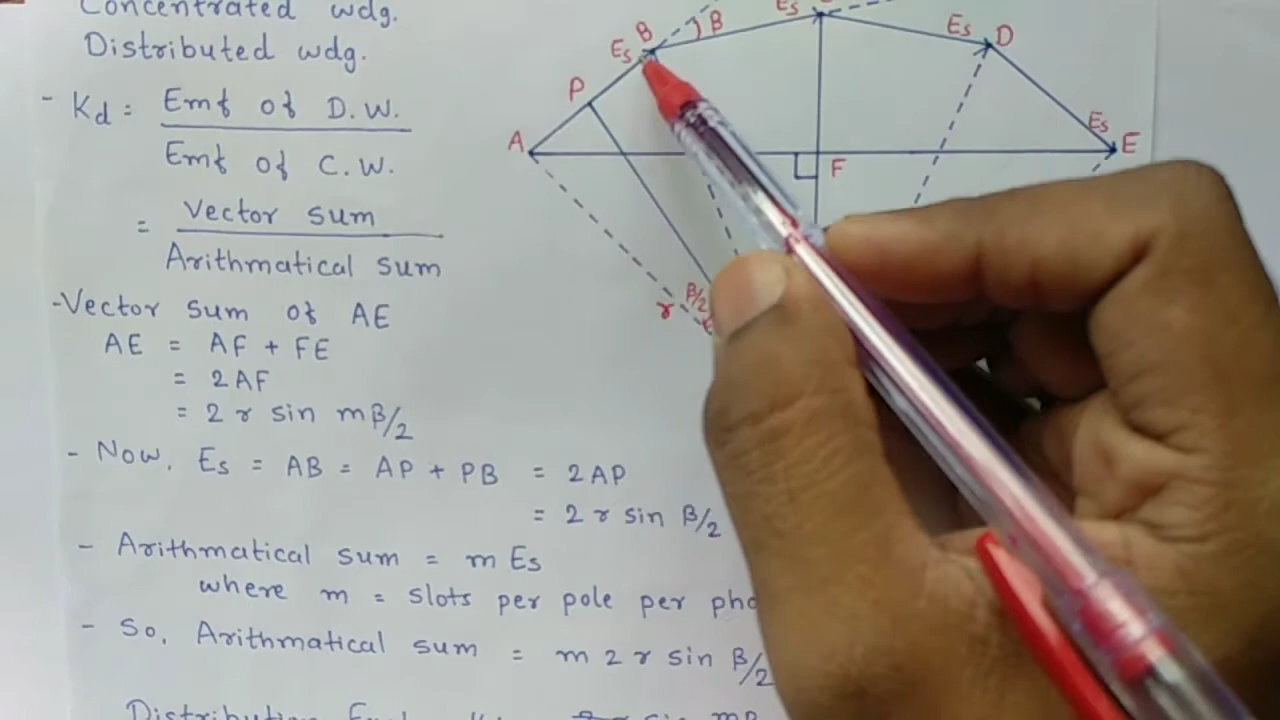 Concentrated wdg.
Distributed wdg.
- Kd = Emf of D.W.
Emf of C.W.
= Vector sum
Arithmatical sum
- Vector sum of AE
AE = AF + FE
= 2AF
= 2 r sin mβ/2
- Now, Es = AB = AP + PB = 2AP
= 2 r sin β/2
- Arithmatical sum = m Es
where m = slots per pole per
- So, Arithmatical sum = m 2 r sin β/2
A
P
Es
B
β
Es
Es
D
Es
E
F
β/2
r